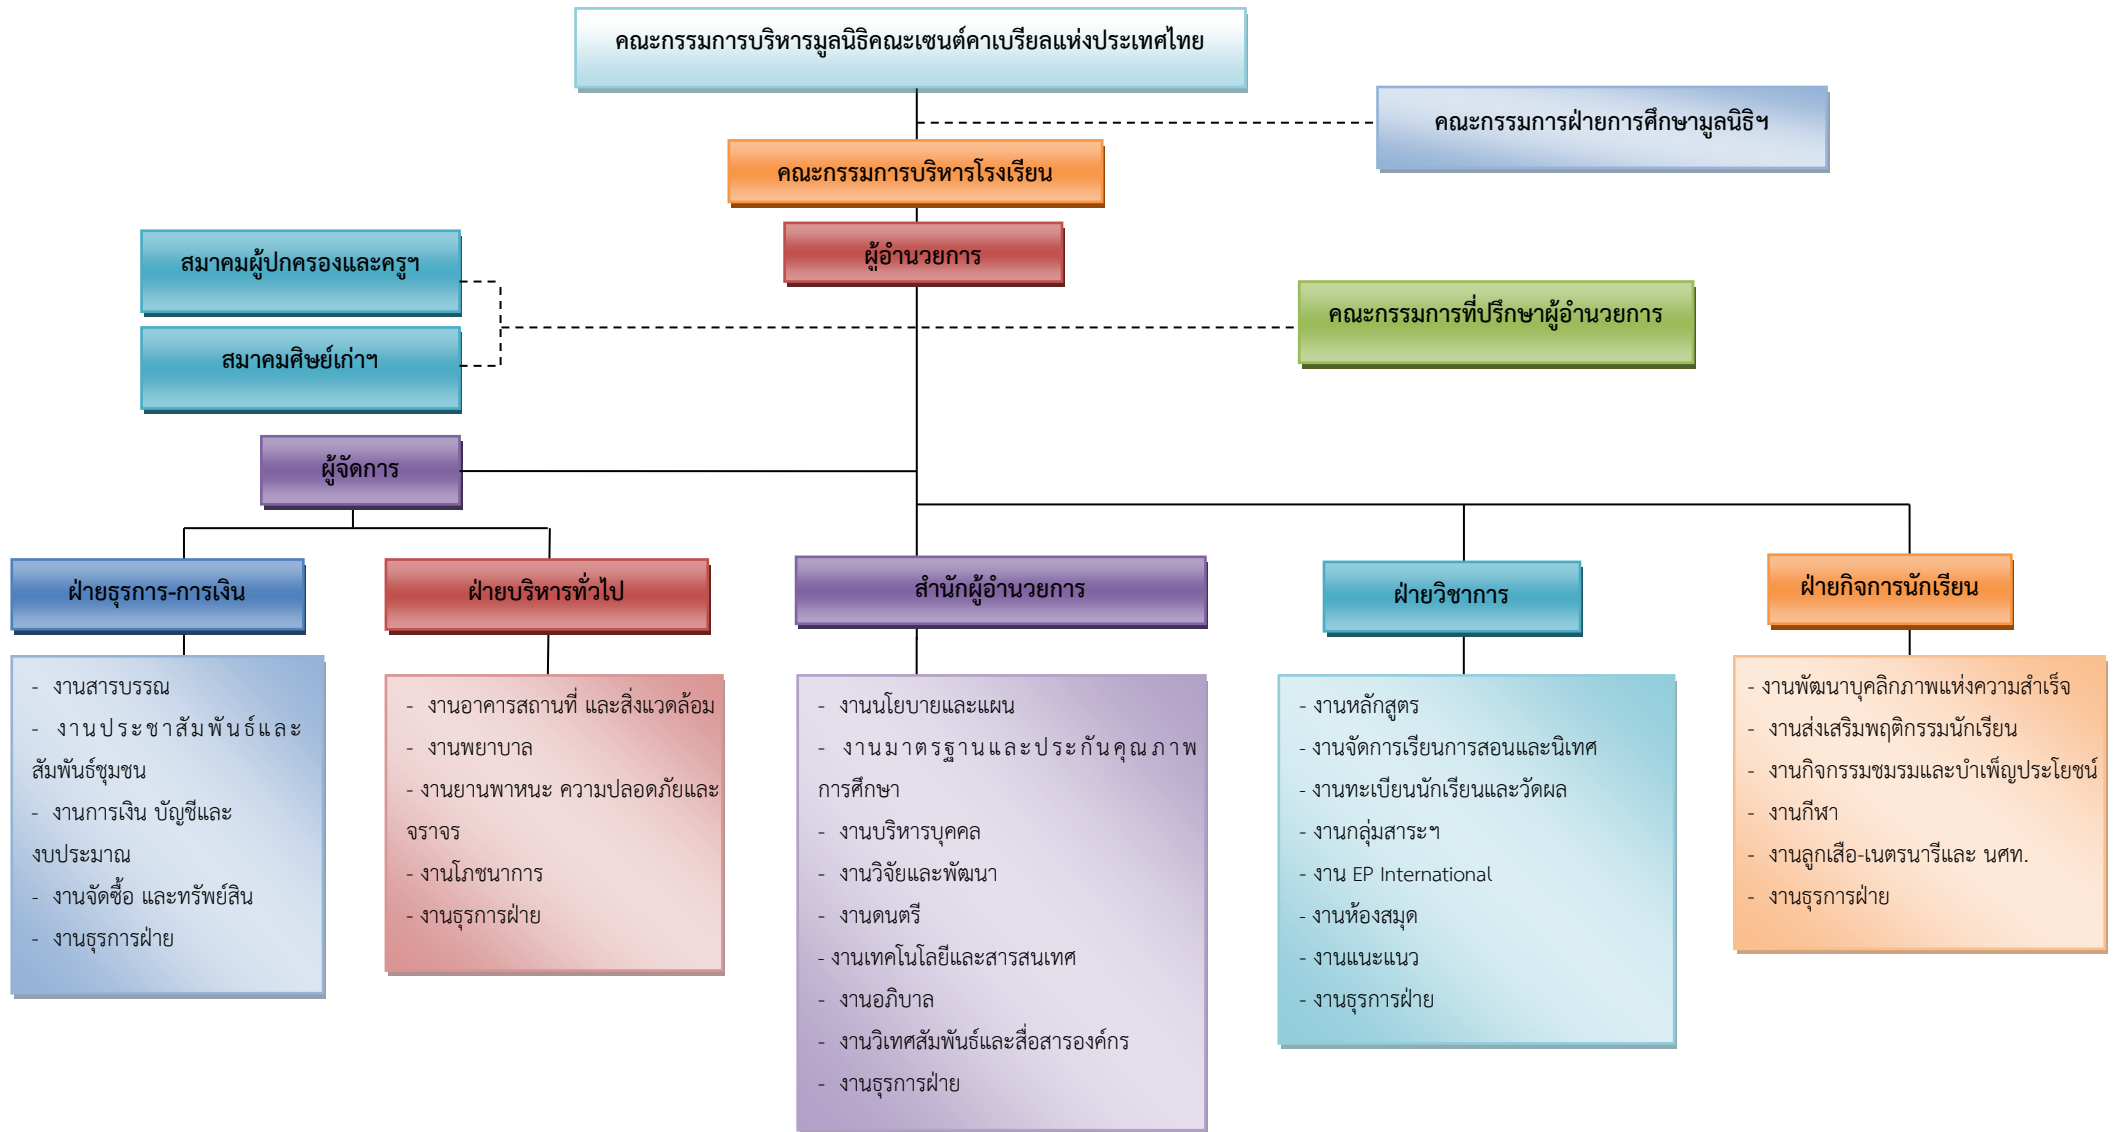 คณะกรรมการบริหารมูลนิธิคณะเซนต์คาเบรียลแห่งประเทศไทย
คณะกรรมการฝ่ายการศึกษามูลนิธิฯ
คณะกรรมการบริหารโรงเรียน
ผู้อำนวยการ
สมาคมผู้ปกครองและครูฯ
คณะกรรมการที่ปรึกษาผู้อำนวยการ
สมาคมศิษย์เก่าฯ
ผู้จัดการ
ฝ่ายธุรการ-การเงิน
- งานสารบรรณ
- งานประชาสัมพันธ์และ
สัมพันธ์ชุมชน
- งานการเงิน บัญชีและ
งบประมาณ
- งานจัดซื้อ และทรัพย์สิน
- งานธุรการฝ่าย
ฝ่ายบริหารทั่วไป
- งานอาคารสถานที่ และสิ่งแวดล้อม
- งานพยาบาล
- งานยานพาหนะ ความปลอดภัยและ
จราจร
- งานโภชนาการ
- งานธุรการฝ่าย
สำนักผู้อำนวยการ
- งานนโยบายและแผน
- งานมาตรฐานและประกันคุณภาพ
การศึกษา
- งานบริหารบุคคล
- งานวิจัยและพัฒนา
- งานดนตรี
- งานเทคโนโลยีและสารสนเทศ
- งานอภิบาล
- งานวิเทศสัมพันธ์และสื่อสารองค์กร
- งานธุรการฝ่าย
ฝ่ายวิชาการ
- งานหลักสูตร
- งานจัดการเรียนการสอนและนิเทศ
- งานทะเบียนนักเรียนและวัดผล
- งานกลุ่มสาระฯ
- งาน EP International
- งานห้องสมุด
- งานแนะแนว
- งานธุรการฝ่าย
ฝ่ายกิจการนักเรียน
- งานพัฒนาบุคลิกภาพแห่งความสำเร็จ
- งานส่งเสริมพฤติกรรมนักเรียน
- งานกิจกรรมชมรมและบำเพ็ญประโยชน์
- งานกีฬา
- งานลูกเสือ-เนตรนารีและ นศท.
- งานธุรการฝ่าย